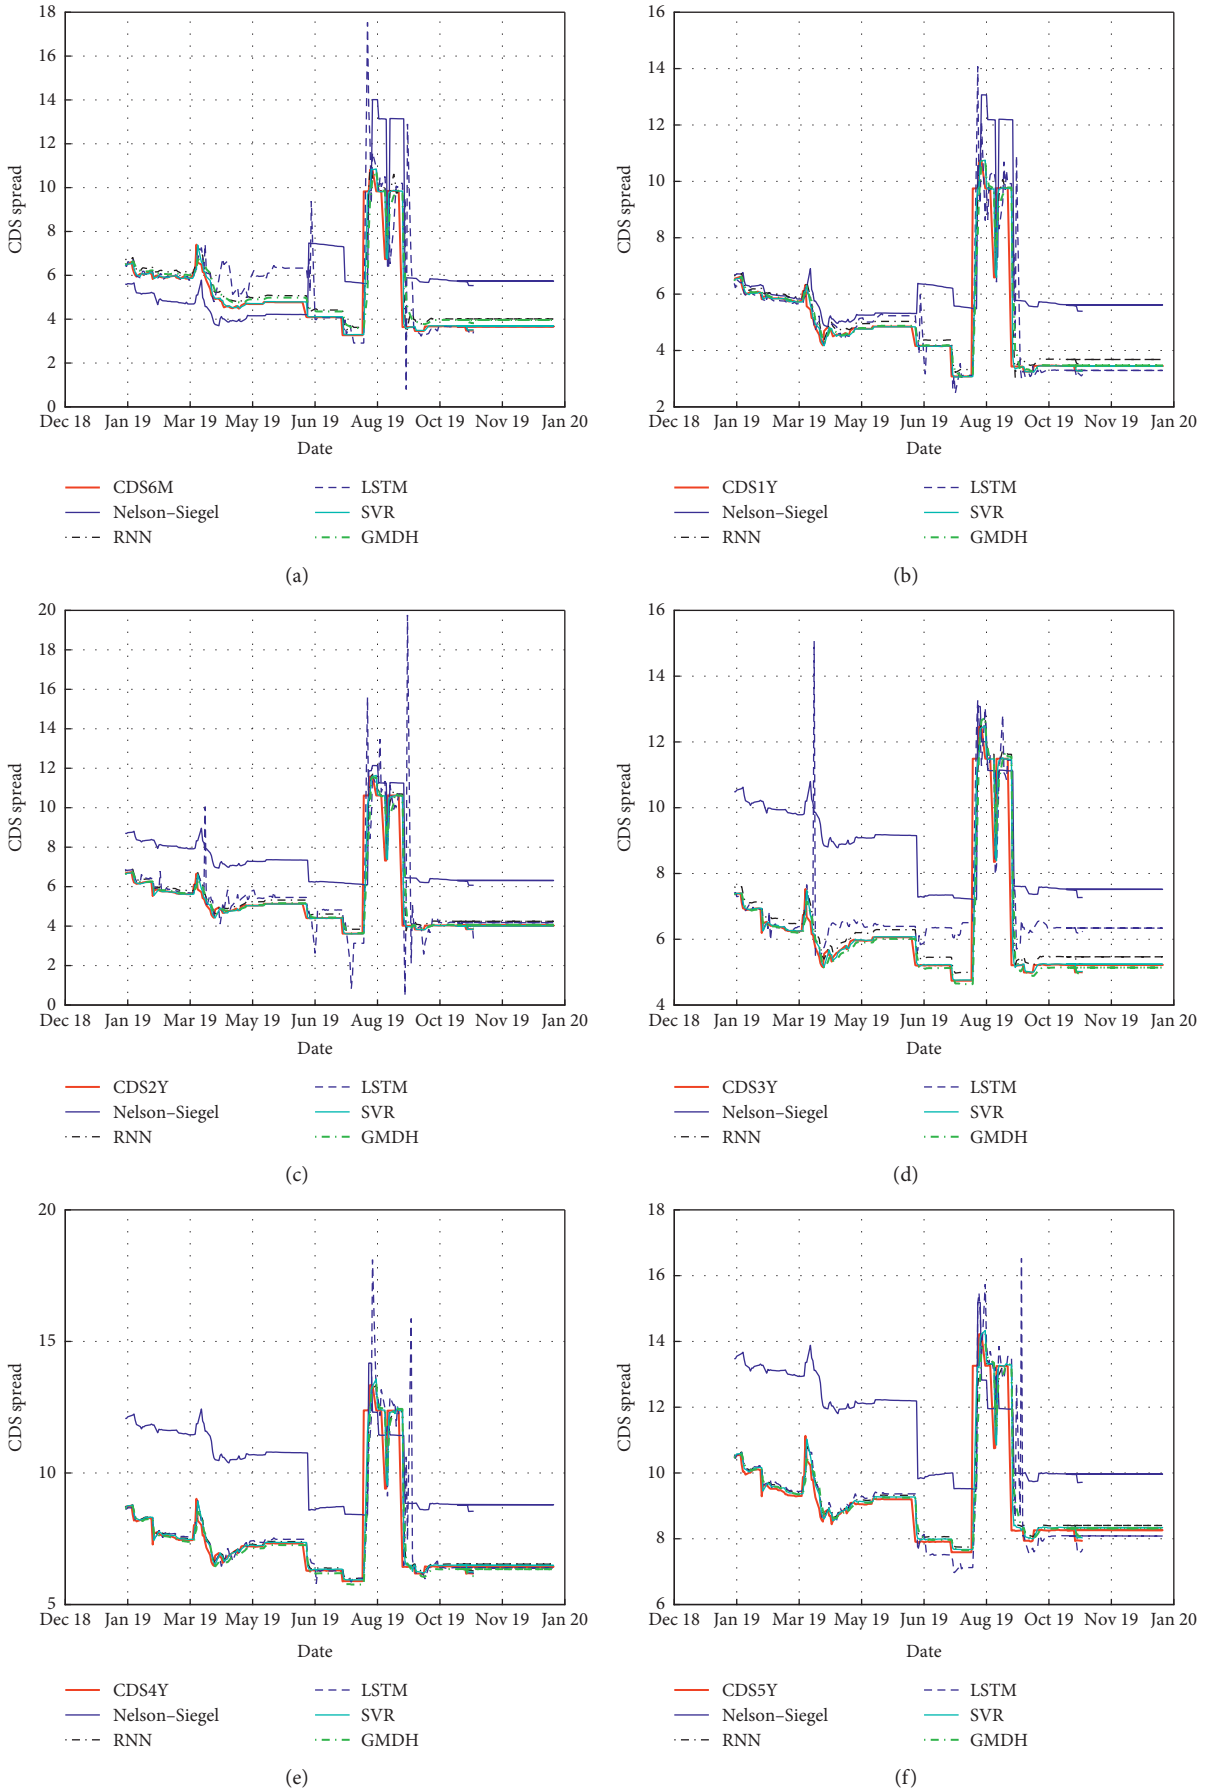 18
16
14
12
10
8
6
4
2
0
CDS spread
Dec 18 Jan 19 Mar 19 May 19 Jun 19 Aug 19 Oct 19 Nov 19 Jan 20
Date
CDS6M
Nelson–Siegel
RNN
LSTM
SVR
GMDH
(a)
16
14
12
10
8
6
4
2
CDS spread
Dec 18 Jan 19 Mar 19 May 19 Jun 19 Aug 19 Oct 19 Nov 19 Jan 20
Date
CDS1Y
Nelson–Siegel
RNN
LSTM
SVR
GMDH
(b)
20
18
16
14
12
10
8
6
4
2
0
CDS spread
Dec 18 Jan 19 Mar 19 May 19 Jun 19 Aug 19 Oct 19 Nov 19 Jan 20
Date
CDS2Y
Nelson–Siegel
RNN
LSTM
SVR
GMDH
(c)
16
14
12
10
8
6
4
CDS spread
Dec 18 Jan 19 Mar 19 May 19 Jun 19 Aug 19 Oct 19 Nov 19 Jan 20
Date
CDS3Y
Nelson–Siegel
RNN
LSTM
SVR
GMDH
(d)
20
15
10
5
CDS spread
Dec 18 Jan 19 Mar 19 May 19 Jun 19 Aug 19 Oct 19 Nov 19 Jan 20
Date
CDS4Y
Nelson–Siegel
RNN
LSTM
SVR
GMDH
(e)
18
16
14
12
10
8
6
CDS spread
Dec 18 Jan 19 Mar 19 May 19 Jun 19 Aug 19 Oct 19 Nov 19 Jan 20
Date
CDS5Y
Nelson–Siegel
RNN
LSTM
SVR
GMDH
(f)